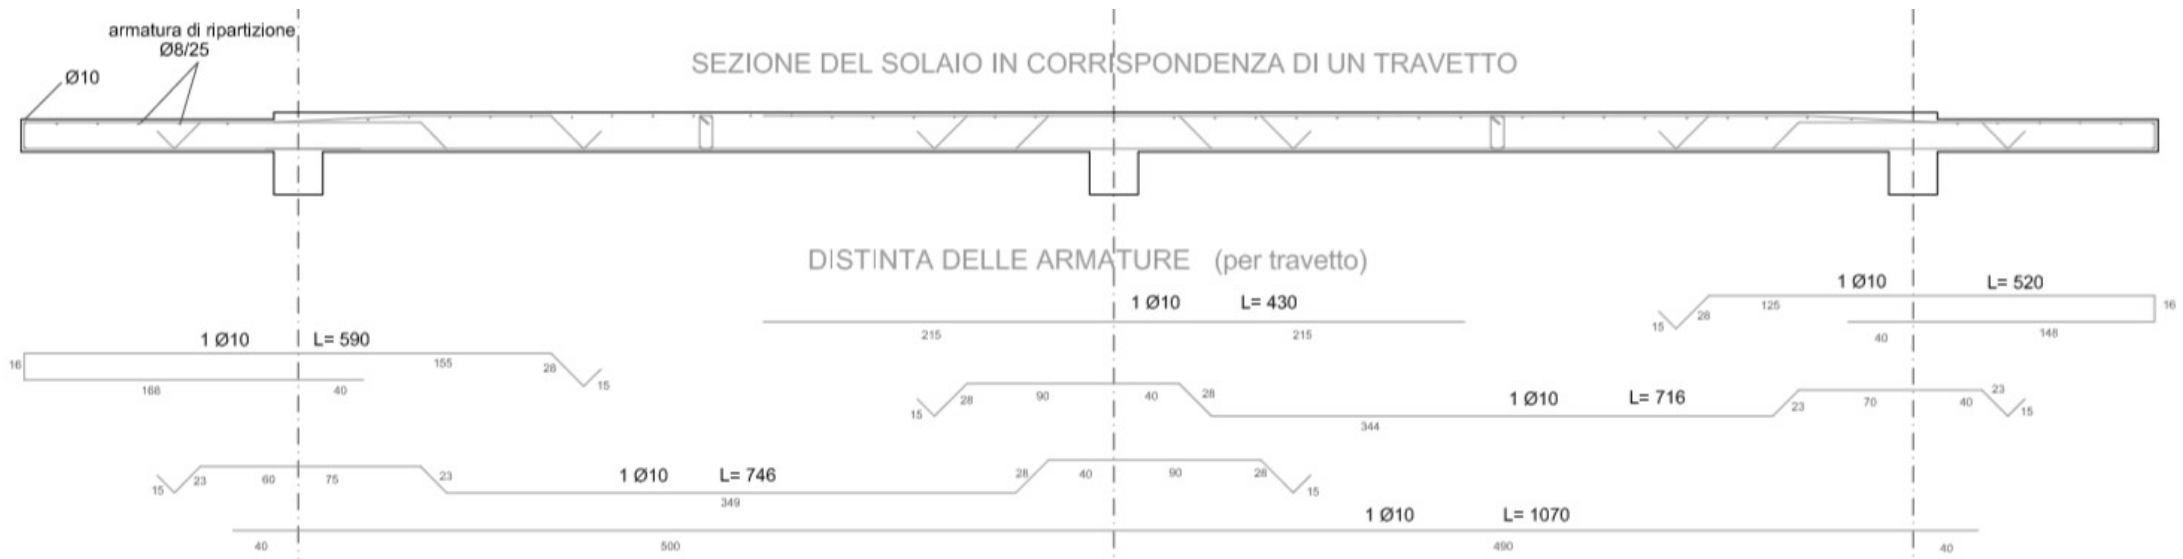 armatura di ripartizione
Ø8/25
Ø10
SEZIONE DEL SOLAIO IN CORRISPONDENZA DI UN TRAVETTO
DISTINTA DELLE ARMATURE (per travetto)
1 Ø10 L= 520
15 28 125 16
40 148
1 Ø10 L= 430
215 215
1 Ø10 L= 590
16 155 28 15
168 40
15 28 90 40 28
1 Ø10 L= 716
344
23 70 40 23 15
15 23 60 75 23
1 Ø10 L= 746
349
28 40 90 28 15
1 Ø10 L= 1070
40 500 490 40